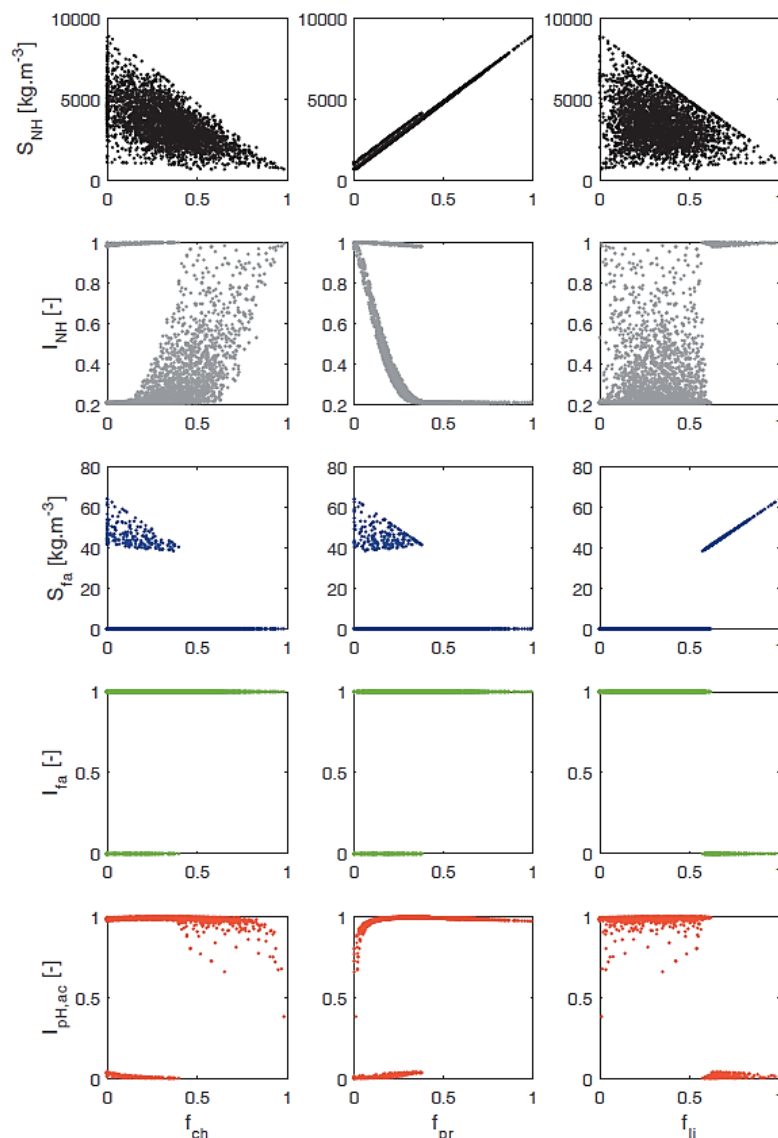 10000 10000 10000
S_NH [kg.m^-3] 5000 5000 5000
0 0 0
0 0.5 1 0 0.5 1 0 0.5 1
1 1 1
0.8 0.8 0.8
I_NH [-] 0.6 0.6 0.6
0.4 0.4 0.4
0.2 0.2 0.2
0 0.5 1 0 0.5 1 0 0.5 1
80 80 80
60 60 60
S_fa [kg.m^-3] 40 40 40
20 20 20
0 0 0
0 0.5 1 0 0.5 1 0 0.5 1
1 1 1
I_fa [-] 0.5 0.5 0.5
0 0 0
0 0.5 1 0 0.5 1 0 0.5 1
1 1 1
I_pH,ac [-] 0.5 0.5 0.5
0 0 0
0 0.5 1 0 0.5 1 0 0.5 1
f_ch f_pr f_li